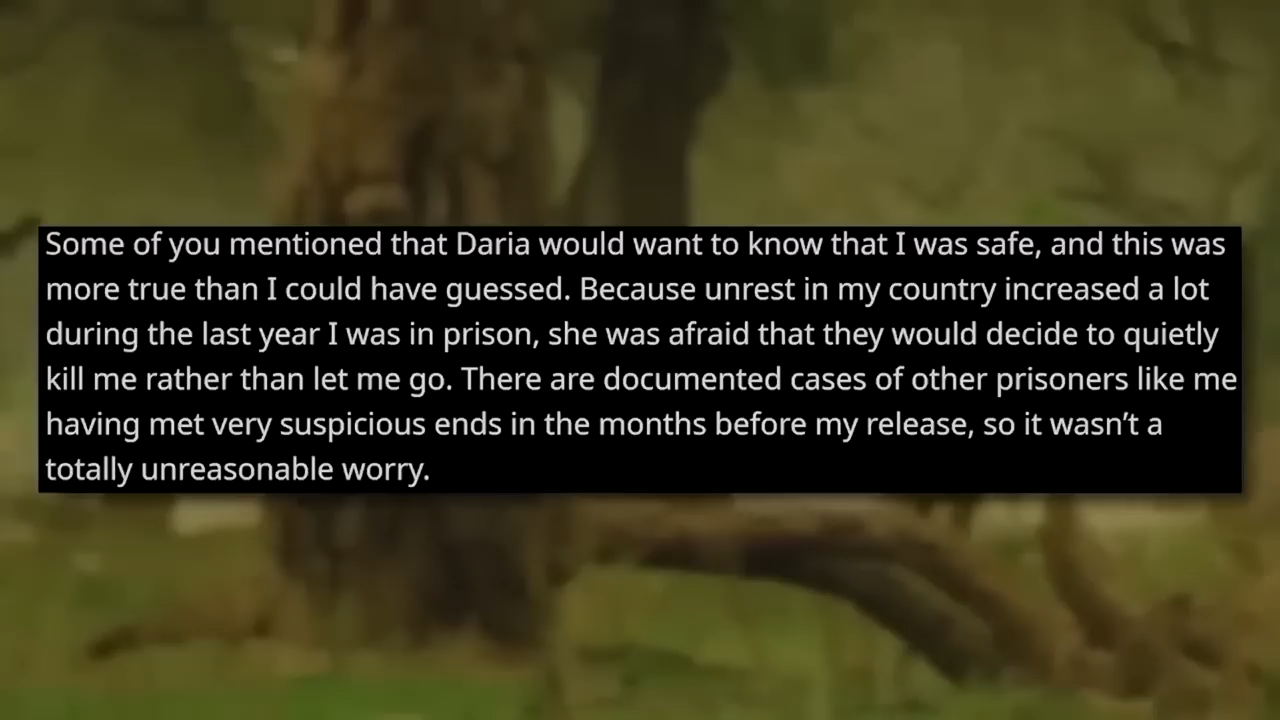 Some of you mentioned that Daria would want to know that I was safe, and this was
more true than I could have guessed. Because unrest in my country increased a lot
during the last year I was in prison, she was afraid that they would decide to quietly
kill me rather than let me go. There are documented cases of other prisoners like me
having met very suspicious ends in the months before my release, so it wasn’t a
totally unreasonable worry.